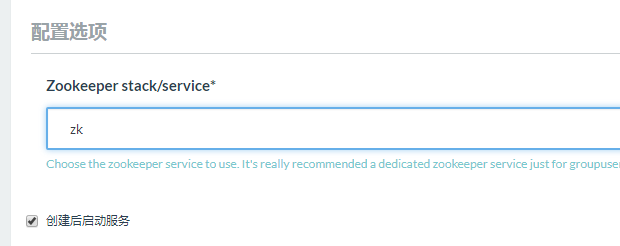 配置选项
Zookeeper stack/service*
zk
Choose the zookeeper service to use. It's really recommended a dedicated zookeeper service just for groupuser
创建后启动服务